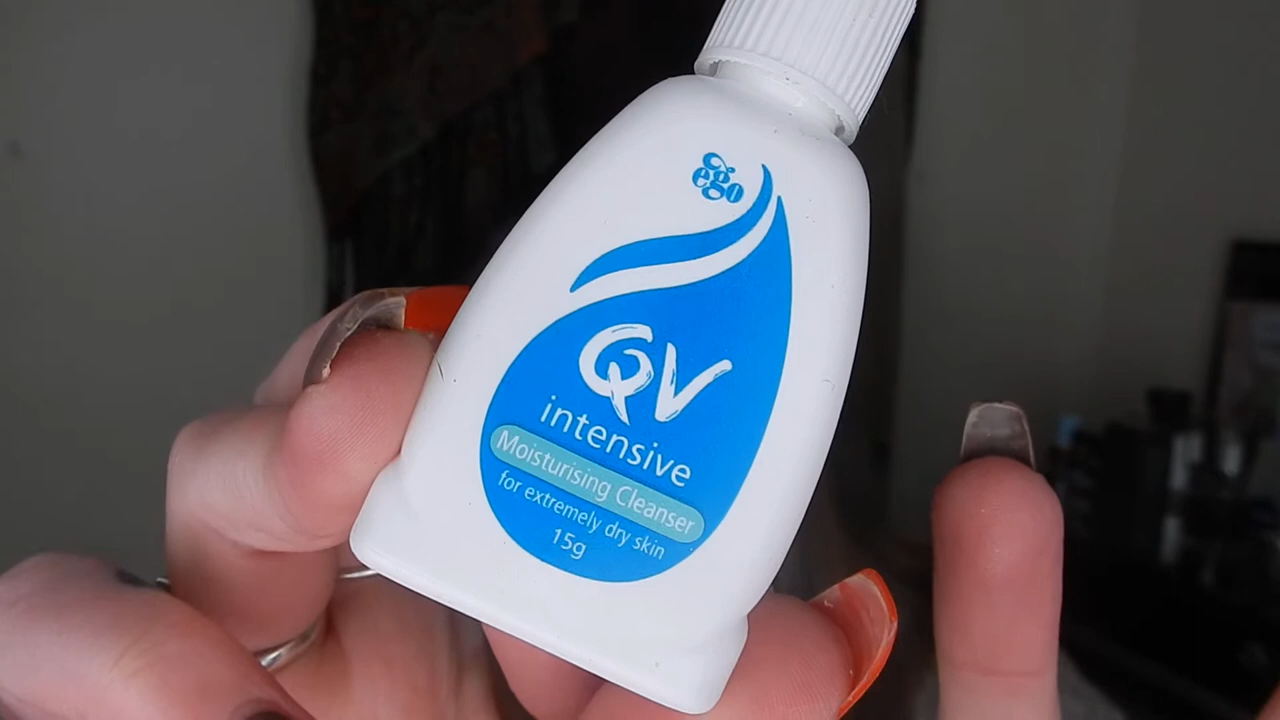 ego
QV
intensive
Moisturising Cleanser
for extremely dry skin
15g